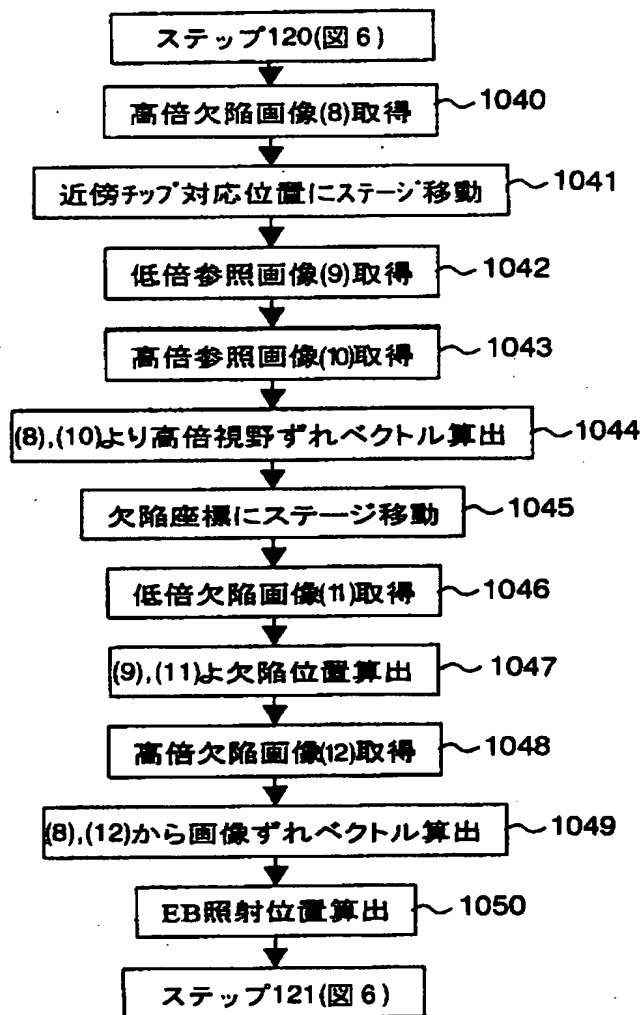 ステップ120(図6)
高倍欠陥画像(8)取得 1040
近傍チップ対応位置にステージ移動 1041
低倍参照画像(9)取得 1042
高倍参照画像(10)取得 1043
(8),(10)より高倍視野ずれベクトル算出 1044
欠陥座標にステージ移動 1045
低倍欠陥画像(11)取得 1046
(9),(11)よ欠陥位置算出 1047
高倍欠陥画像(12)取得 1048
(8),(12)から画像ずれベクトル算出 1049
EB照射位置算出 1050
ステップ121(図6)